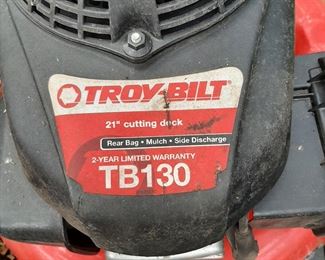 TROY-BILT
21" cutting deck
Rear Bag • Mulch • Side Discharge
2-YEAR LIMITED WARRANTY
TB130